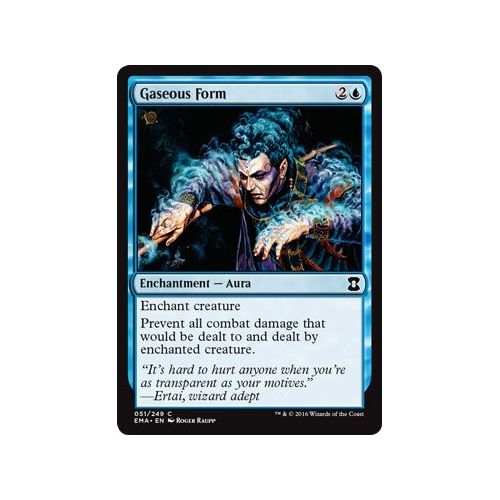 Gaseous Form 2
Enchantment — Aura
Enchant creature
Prevent all combat damage that
would be dealt to and dealt by
enchanted creature.
“It’s hard to hurt anyone when you’re
as transparent as your motives.”
—Ertai, wizard adept
051/249 C
EMA • EN Roger Raupp
™ & © 2016 Wizards of the Coast